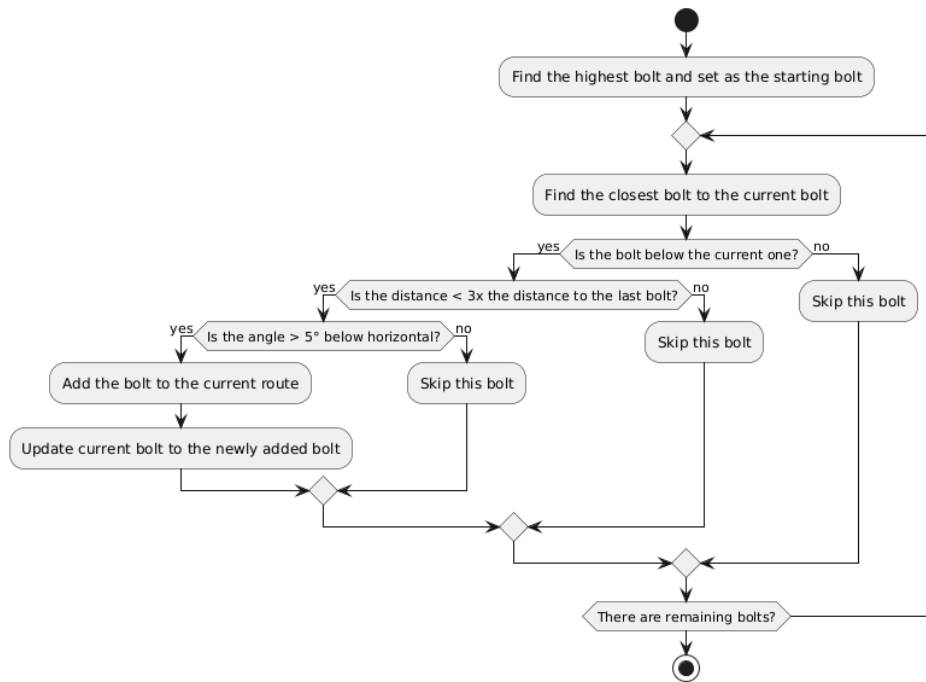 Find the highest bolt and set as the starting bolt
Find the closest bolt to the current bolt
yes
Is the bolt below the current one?
no
yes
Is the distance < 3x the distance to the last bolt?
no
Skip this bolt
yes
Is the angle > 5° below horizontal?
no
Skip this bolt
Add the bolt to the current route
Skip this bolt
Update current bolt to the newly added bolt
There are remaining bolts?